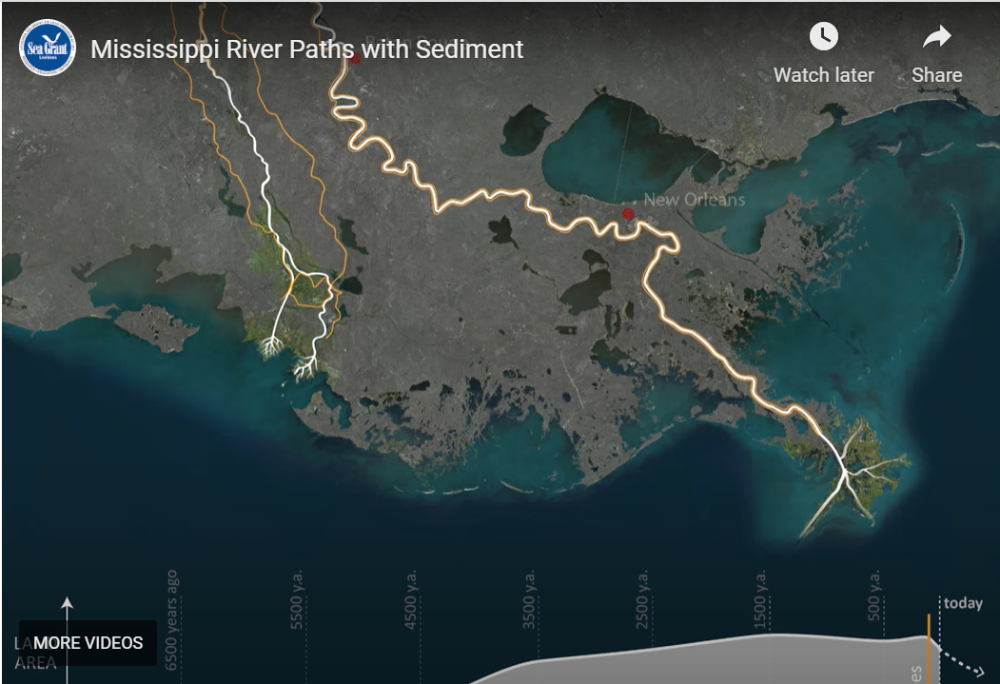 Sea Grant
Louisiana
Mississippi River Paths with Sediment
Watch later
Share
New Orleans
6500 years ago
5500 y.a.
4500 y.a.
3500 y.a.
2500 y.a.
1500 y.a.
500 y.a.
today
MORE VIDEOS
AREA